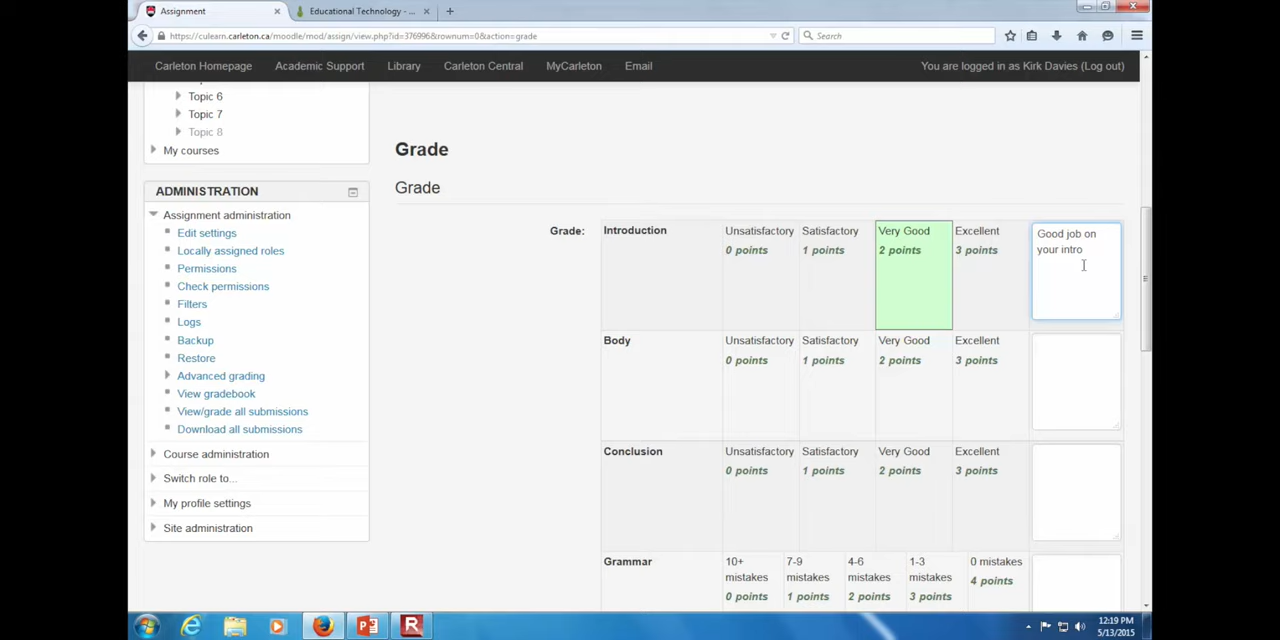 Assignment
Educational Technology - ...
https://culearn.carleton.ca/moodle/mod/assign/view.php?id=376996&rownum=0&action=grade
Search
Carleton Homepage
Academic Support
Library
Carleton Central
MyCarleton
Email
You are logged in as Kirk Davies (Log out)
Topic 6
Topic 7
Topic 8
My courses
ADMINISTRATION
Assignment administration
Edit settings
Locally assigned roles
Permissions
Check permissions
Filters
Logs
Backup
Restore
Advanced grading
View gradebook
View/grade all submissions
Download all submissions
Course administration
Switch role to...
My profile settings
Site administration
Grade
Grade
Grade:
Introduction
Unsatisfactory
0 points
Satisfactory
1 points
Very Good
2 points
Excellent
3 points
Good job on
your intro
Body
Unsatisfactory
0 points
Satisfactory
1 points
Very Good
2 points
Excellent
3 points
Conclusion
Unsatisfactory
0 points
Satisfactory
1 points
Very Good
2 points
Excellent
3 points
Grammar
10+
mistakes
0 points
7-9
mistakes
1 points
4-6
mistakes
2 points
1-3
mistakes
3 points
0 mistakes
4 points
12:19 PM
5/13/2015